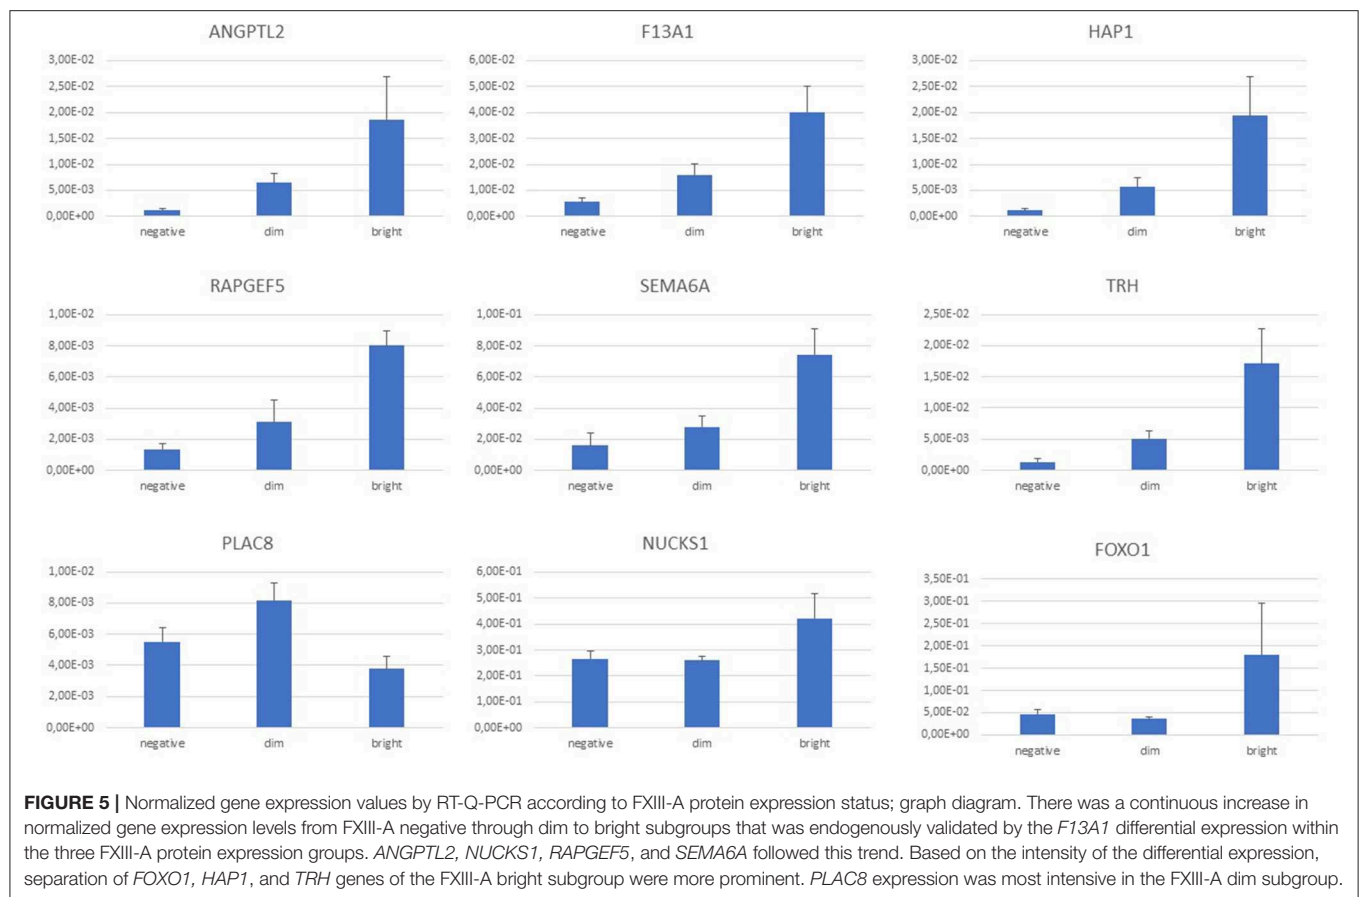 ANGPTL2
3,00E-02
2,50E-02
2,00E-02
1,50E-02
1,00E-02
5,00E-03
0,00E+00
negative dim bright
F13A1
6,00E-02
5,00E-02
4,00E-02
3,00E-02
2,00E-02
1,00E-02
0,00E+00
negative dim bright
HAP1
3,00E-02
2,50E-02
2,00E-02
1,50E-02
1,00E-02
5,00E-03
0,00E+00
negative dim bright
RAPGEF5
1,00E-02
8,00E-03
6,00E-03
4,00E-03
2,00E-03
0,00E+00
negative dim bright
SEMA6A
1,00E-01
8,00E-02
6,00E-02
4,00E-02
2,00E-02
0,00E+00
negative dim bright
TRH
2,50E-02
2,00E-02
1,50E-02
1,00E-02
5,00E-03
0,00E+00
negative dim bright
PLAC8
1,00E-02
8,00E-03
6,00E-03
4,00E-03
2,00E-03
0,00E+00
negative dim bright
NUCKS1
6,00E-01
5,00E-01
4,00E-01
3,00E-01
2,00E-01
1,00E-01
0,00E+00
negative dim bright
FOXO1
3,50E-01
3,00E-01
2,50E-01
2,00E-01
1,50E-01
1,00E-01
5,00E-02
0,00E+00
negative dim bright
FIGURE 5 | Normalized gene expression values by RT-Q-PCR according to FXIII-A protein expression status; graph diagram. There was a continuous increase in
normalized gene expression levels from FXIII-A negative through dim to bright subgroups that was endogenously validated by the F13A1 differential expression within
the three FXIII-A protein expression groups. ANGPTL2, NUCKS1, RAPGEF5, and SEMA6A followed this trend. Based on the intensity of the differential expression,
separation of FOXO1, HAP1, and TRH genes of the FXIII-A bright subgroup were more prominent. PLAC8 expression was most intensive in the FXIII-A dim subgroup.